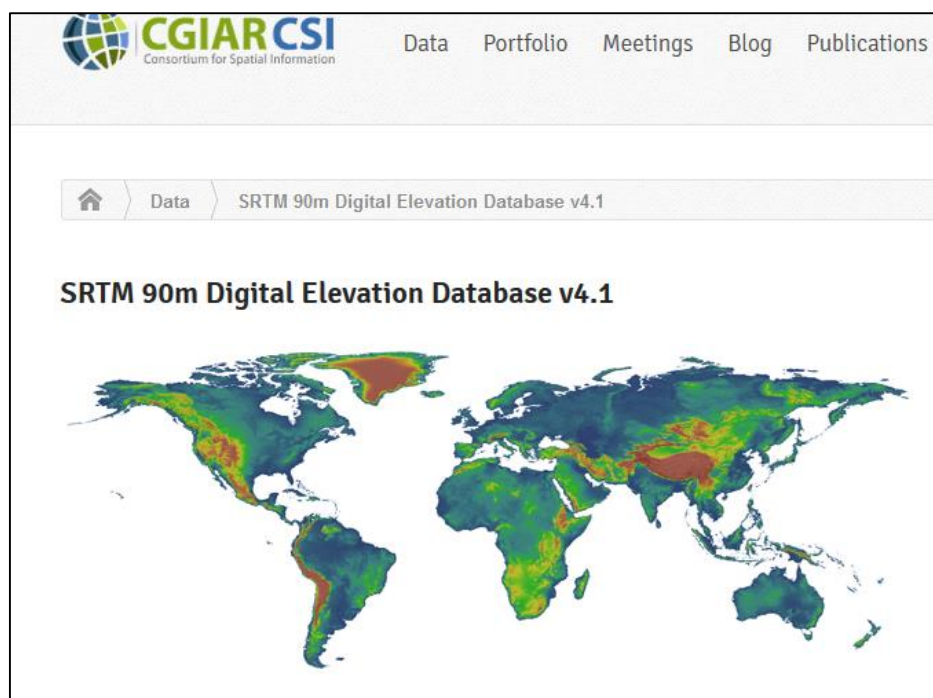 CGIAR CSI
Consortium for Spatial Information
Data Portfolio Meetings Blog Publications
Data SRTM 90m Digital Elevation Database v4.1
SRTM 90m Digital Elevation Database v4.1